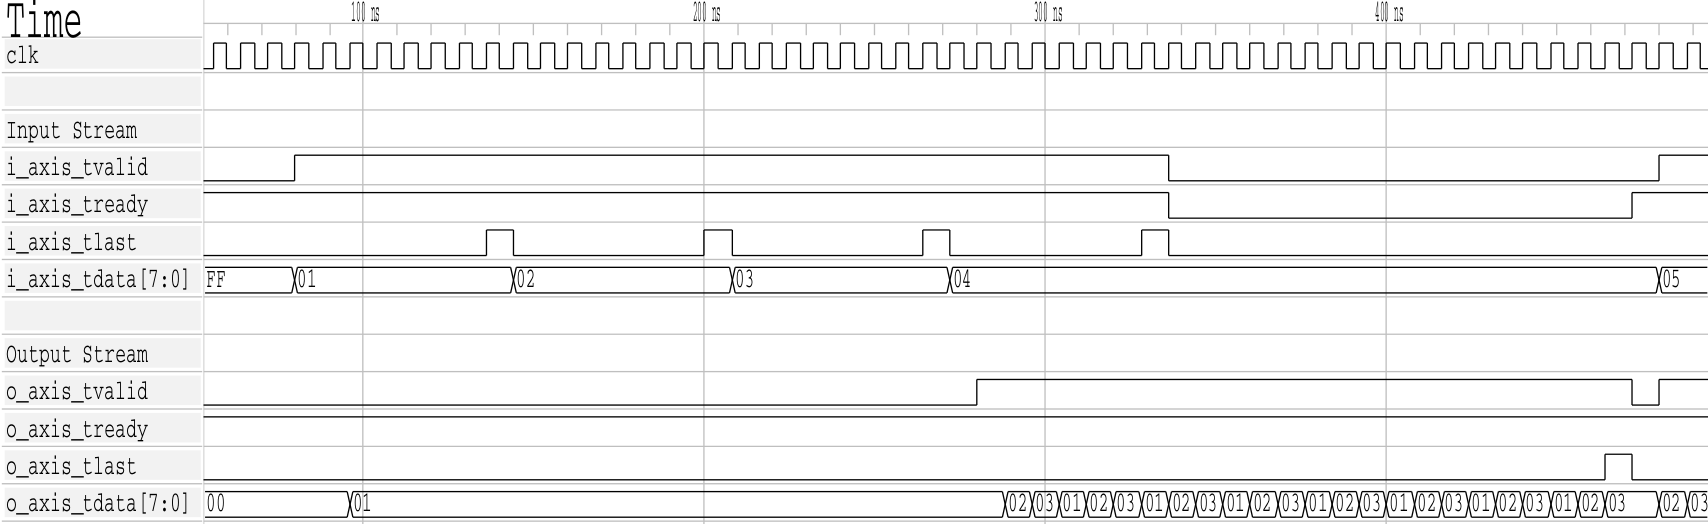 Time 100 ns 200 ns 300 ns 400 ns
clk
Input Stream
i_axis_tvalid
i_axis_tready
i_axis_tlast
i_axis_tdata[7:0] FF 01 02 03 04 05
Output Stream
o_axis_tvalid
o_axis_tready
o_axis_tlast
o_axis_tdata[7:0] 00 01 02 03 01 02 03 01 02 03 01 02 03 01 02 03 01 02 03 01 02 03 01 02 03 02 03